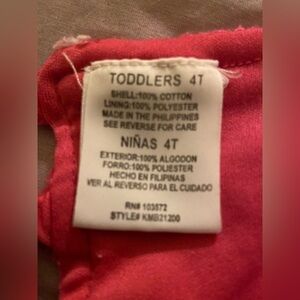 TODDLERS 4T
SHELL:100% COTTON
LINING:100% POLYESTER
MADE IN THE PHILIPPINES
SEE REVERSE FOR CARE
NIÑAS 4T
EXTERIOR:100% ALGODON
FORRO:100% POLIESTER
HECHO EN FILIPINAS
VER AL REVERSO PARA EL CUIDADO
RN# 103572
STYLE# KMB21200